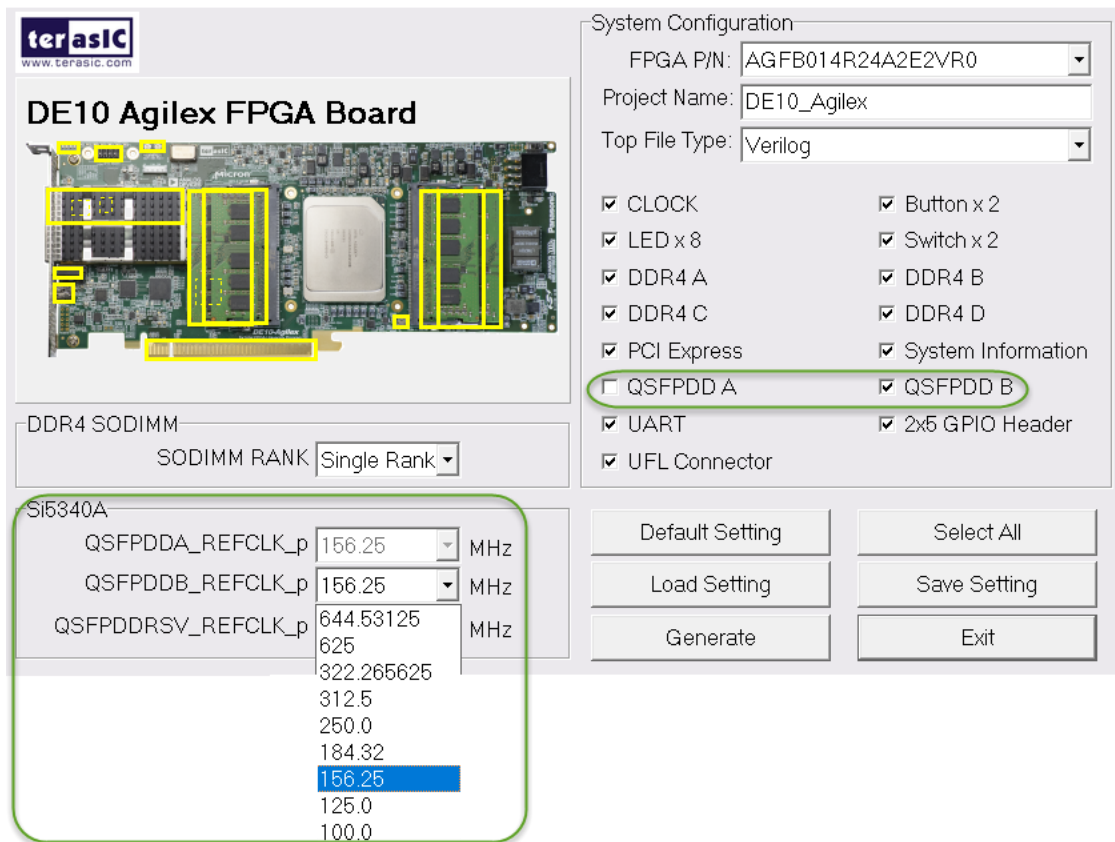 terasIC
www.terasic.com
DE10 Agilex FPGA Board
Micron
Panasonic
DE10-Agilex
DDR4 SODIMM
SODIMM RANK Single Rank
Si5340A
QSFPDDA_REFCLK_p 156.25 MHz
QSFPDDB_REFCLK_p 156.25 MHz
QSFPDDRSV_REFCLK_p MHz
644.53125
625
322.265625
312.5
250.0
184.32
156.25
125.0
100.0
System Configuration
FPGA P/N: AGFB014R24A2E2VR0
Project Name: DE10_Agilex
Top File Type: Verilog
CLOCK Button x 2
LED x 8 Switch x 2
DDR4 A DDR4 B
DDR4 C DDR4 D
PCI Express System Information
QSFPDD A QSFPDD B
UART 2x5 GPIO Header
UFL Connector
Default Setting Select All
Load Setting Save Setting
Generate Exit